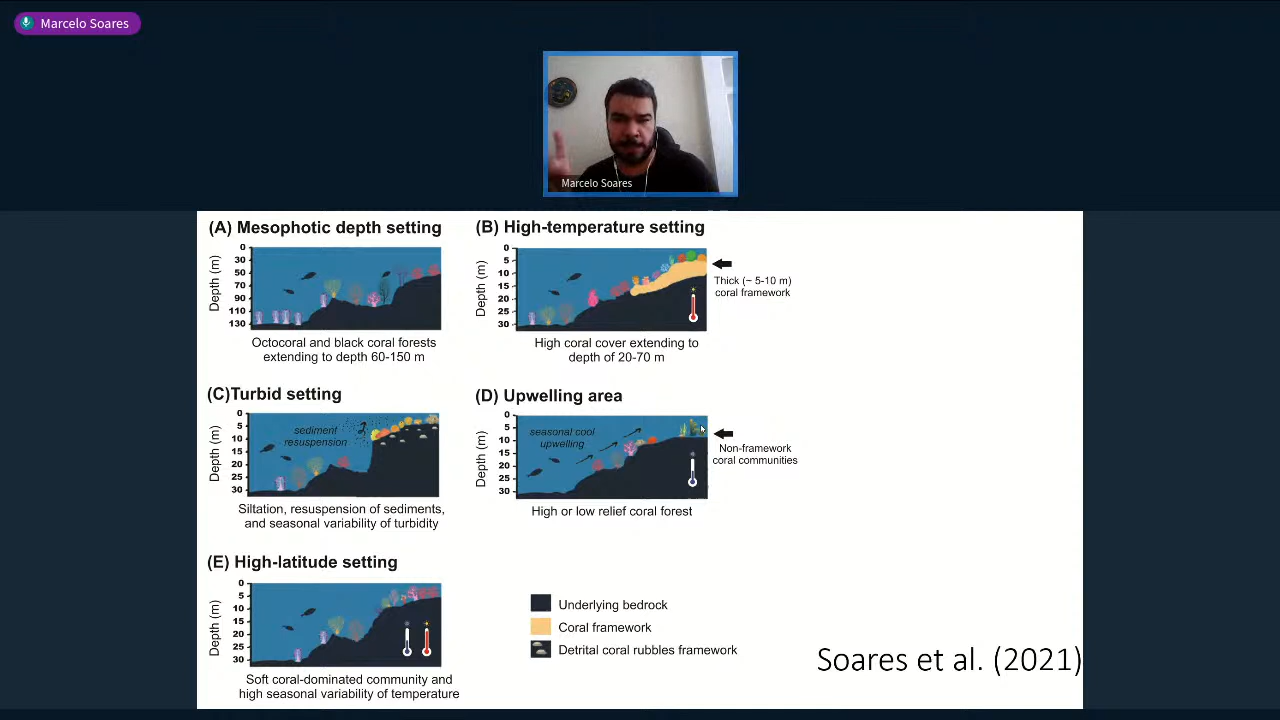 Marcelo Soares
Marcelo Soares
(A) Mesophotic depth setting
Depth (m)
0
30
50
70
90
110
130
Octocoral and black coral forests
extending to depth 60-150 m
(B) High-temperature setting
Depth (m)
0
5
10
15
20
25
30
Thick (~ 5-10 m)
coral framework
High coral cover extending to
depth of 20-70 m
(C)Turbid setting
Depth (m)
0
5
10
15
20
25
30
sediment
resuspension
Siltation, resuspension of sediments,
and seasonal variability of turbidity
(D) Upwelling area
Depth (m)
0
5
10
15
20
25
30
seasonal cool
upwelling
Non-framework
coral communities
High or low relief coral forest
(E) High-latitude setting
Depth (m)
0
5
10
15
20
25
30
Soft coral-dominated community and
high seasonal variability of temperature
Underlying bedrock
Coral framework
Detrital coral rubbles framework
Soares et al. (2021)